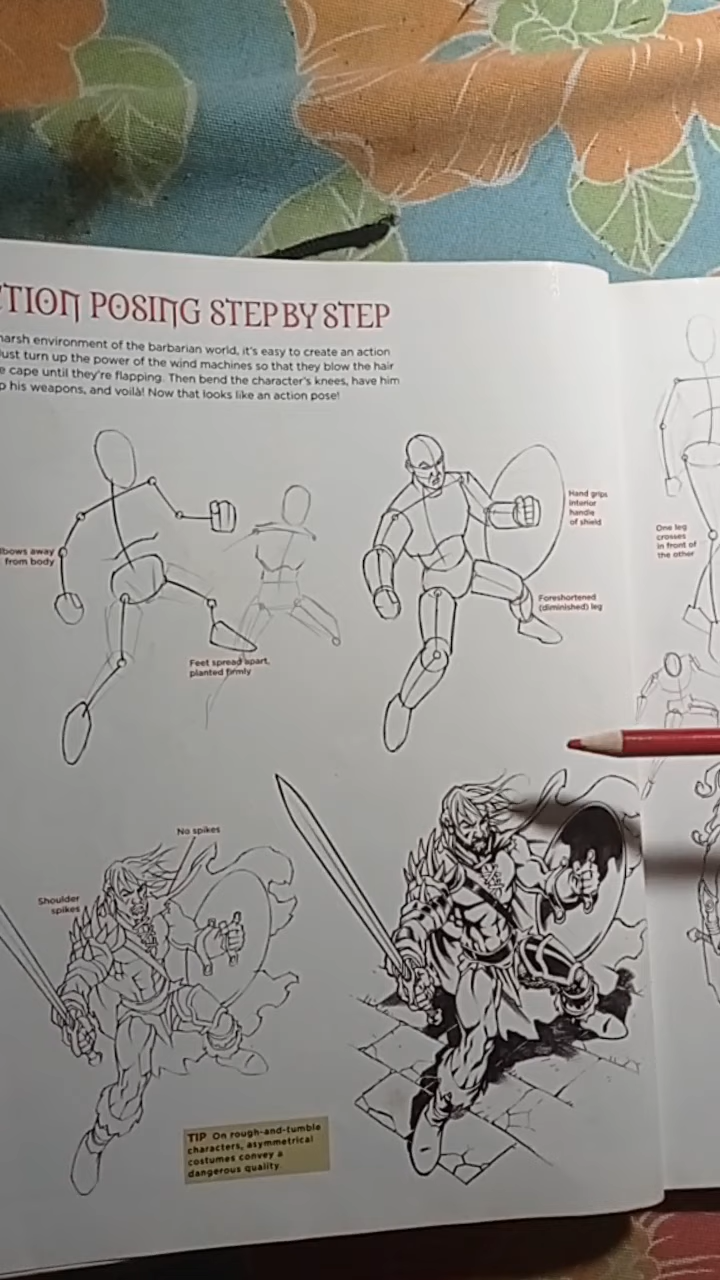 TION POSING STEP BY STEP
harsh environment of the barbarian world, it's easy to create an action
ust turn up the power of the wind machines so that they blow the hair
e cape until they're flapping. Then bend the character's knees, have him
p his weapons, and voilà! Now that looks like an action pose!
lbows away
from body
Feet spread apart,
planted firmly
Hand grips
interior
handle
of shield
Foreshortened
(diminished) leg
One leg
crosses
in front of
the other
No spikes
Shoulder
spikes
TIP On rough-and-tumble
characters, asymmetrical
costumes convey a
dangerous quality.